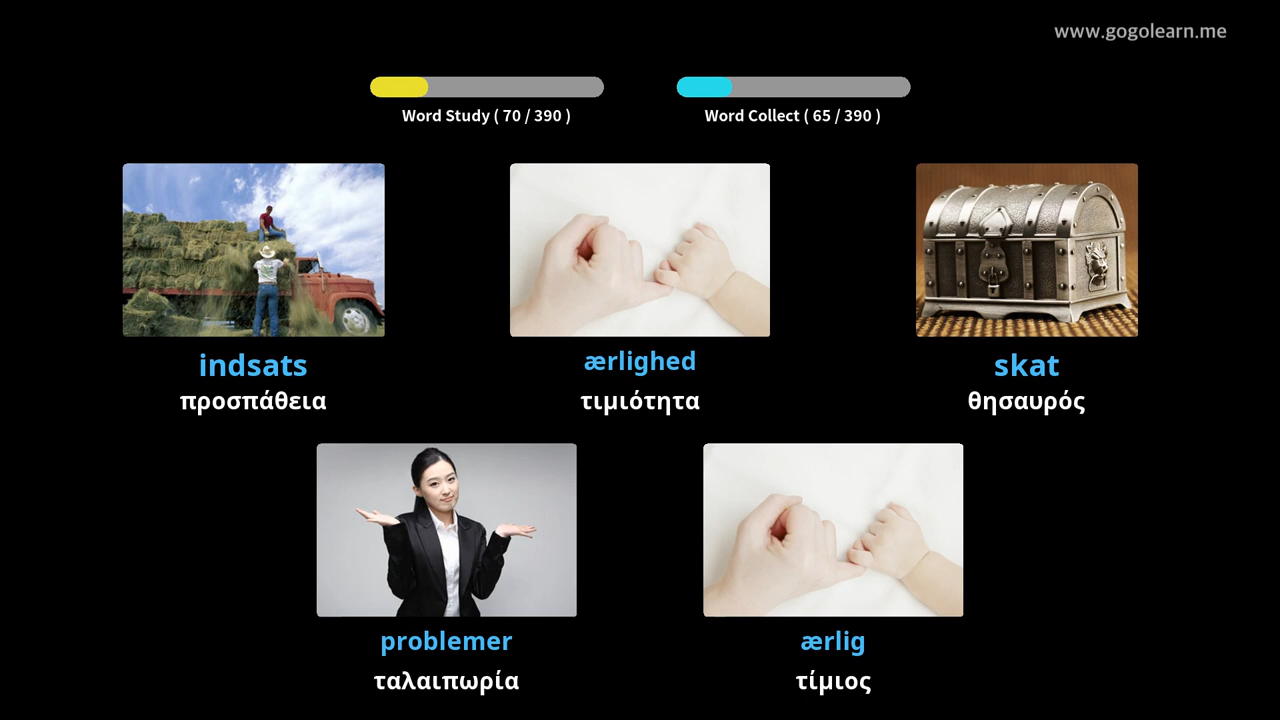 www.gogolearn.me
Word Study ( 70 / 390 )
Word Collect ( 65 / 390 )
indsats
προσπάθεια
ærlighed
τιμιότητα
skat
θησαυρός
problemer
ταλαιπωρία
ærlig
τίμιος